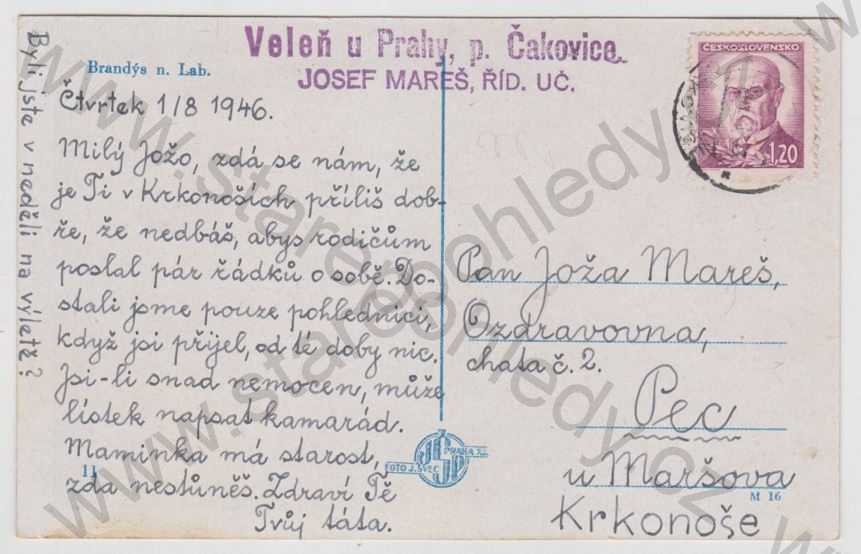 Veleň u Prahy, p. Čakovice.
JOSEF MAREŠ, ŘÍD. UČ.
Brandýs n. Lab.
Čtvrtek 1/8 1946.
Milý Jožo, zdá se nám, že
je Ti v Krkonoších příliš dob-
ře, že nedbáš, abys rodičům
poslal pár řádků o sobě. Do-
stali jsme pouze pohlednici,
když jsi přijel, od té doby nic.
Jsi-li snad nemocen, může
lístek napsat kamarád.
Maminka má starost,
zda nestůněš. Zdraví Tě
Tvůj táta.
Byli jste v neděli na výletě?
11
FOTO J. ŠVEC
PRAHA
ČESKOSLOVENSKO
1,20
Pan Joža Mareš,
Ozdravovna,
chata č. 2.
Pec
u Maršova
M 16
Krkonoše
www.starepohledy.cz